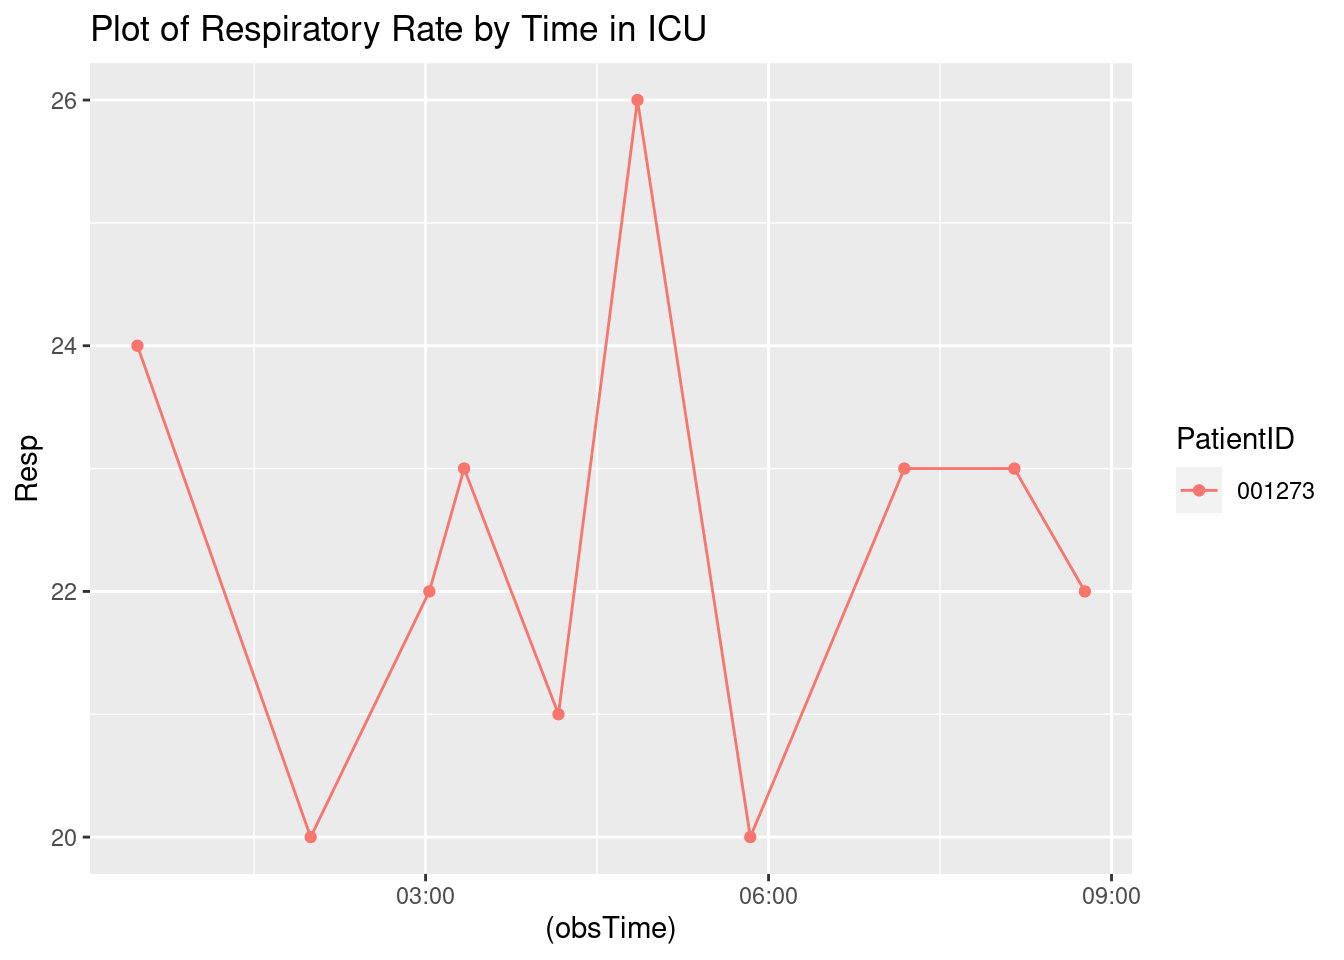 Plot of Respiratory Rate by Time in ICU
26
24
22
20
Resp
03:00 06:00 09:00
(obsTime)
PatientID
001273